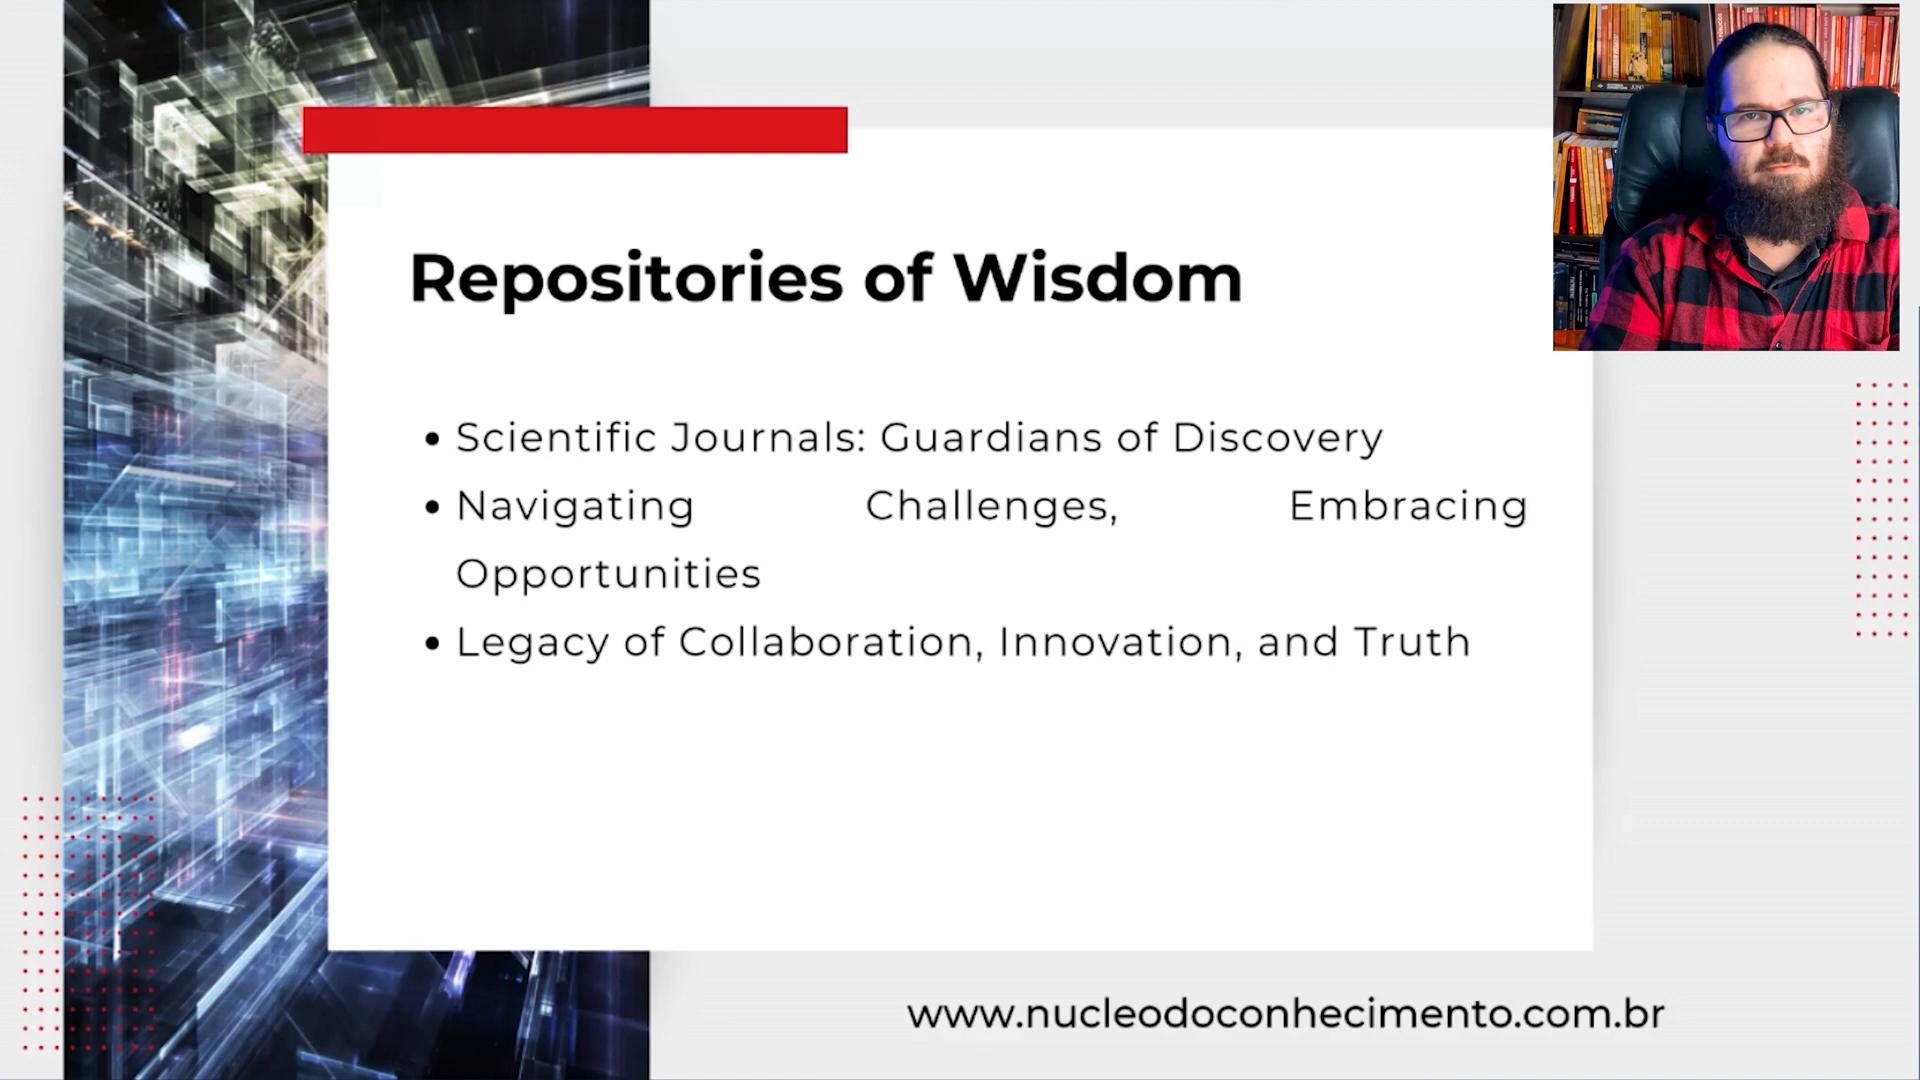 Repositories of Wisdom
• Scientific Journals: Guardians of Discovery
• Navigating Challenges, Embracing
Opportunities
• Legacy of Collaboration, Innovation, and Truth
www.nucleodoconhecimento.com.br